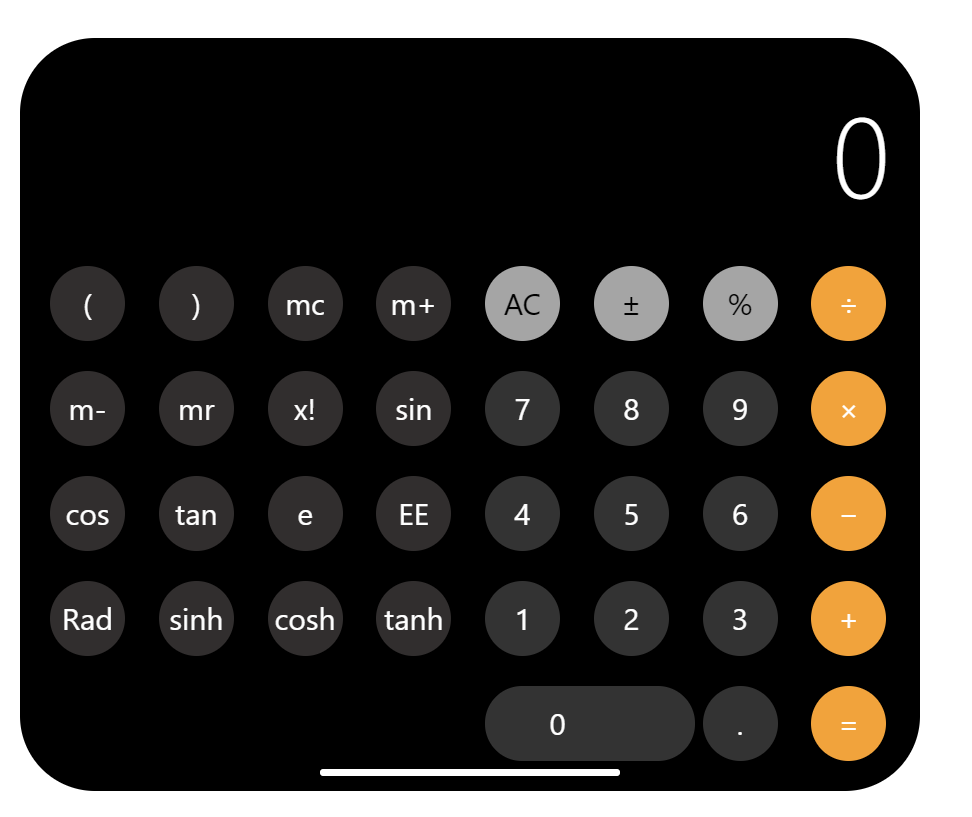 0
( ) mc m+ AC ± % ÷
m- mr x! sin 7 8 9 ×
cos tan e EE 4 5 6 −
Rad sinh cosh tanh 1 2 3 +
0 . =